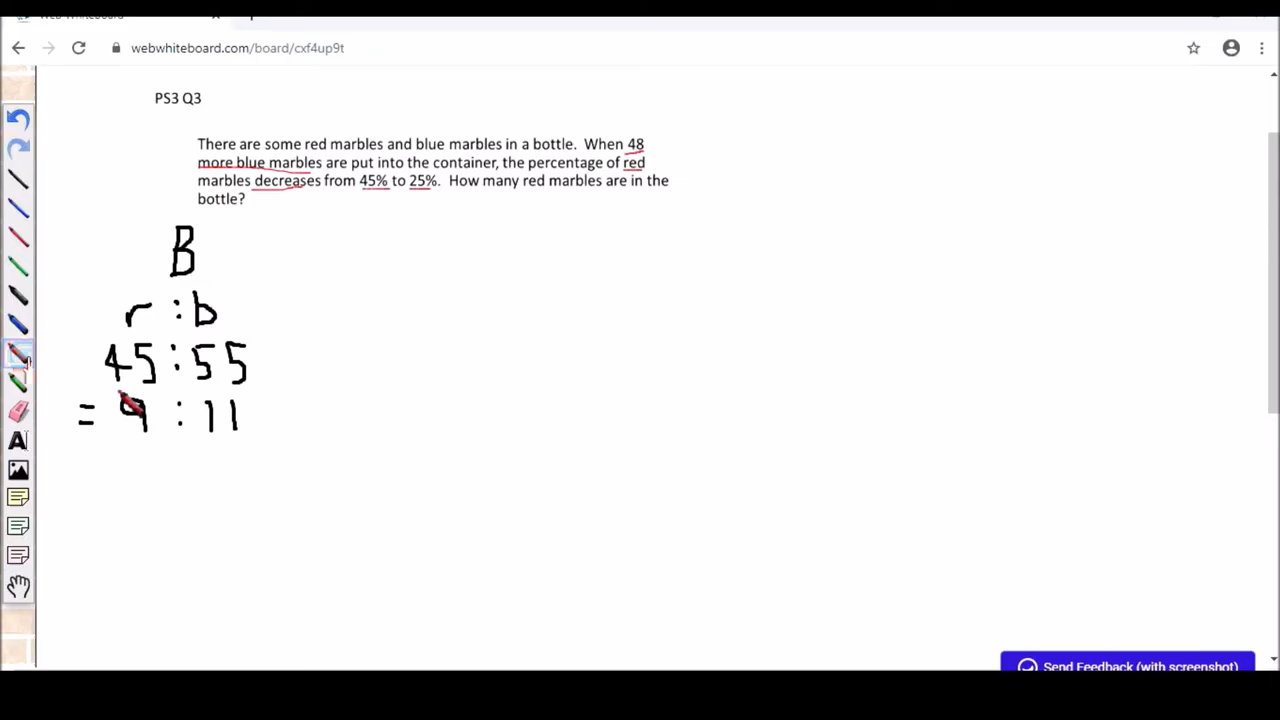 webwhiteboard.com/board/cxf4up9t
PS3 Q3
There are some red marbles and blue marbles in a bottle. When 48
more blue marbles are put into the container, the percentage of red
marbles decreases from 45% to 25%. How many red marbles are in the
bottle?
B
r : b
45 : 55
= 9 : 11
A
Send Feedback (with screenshot)